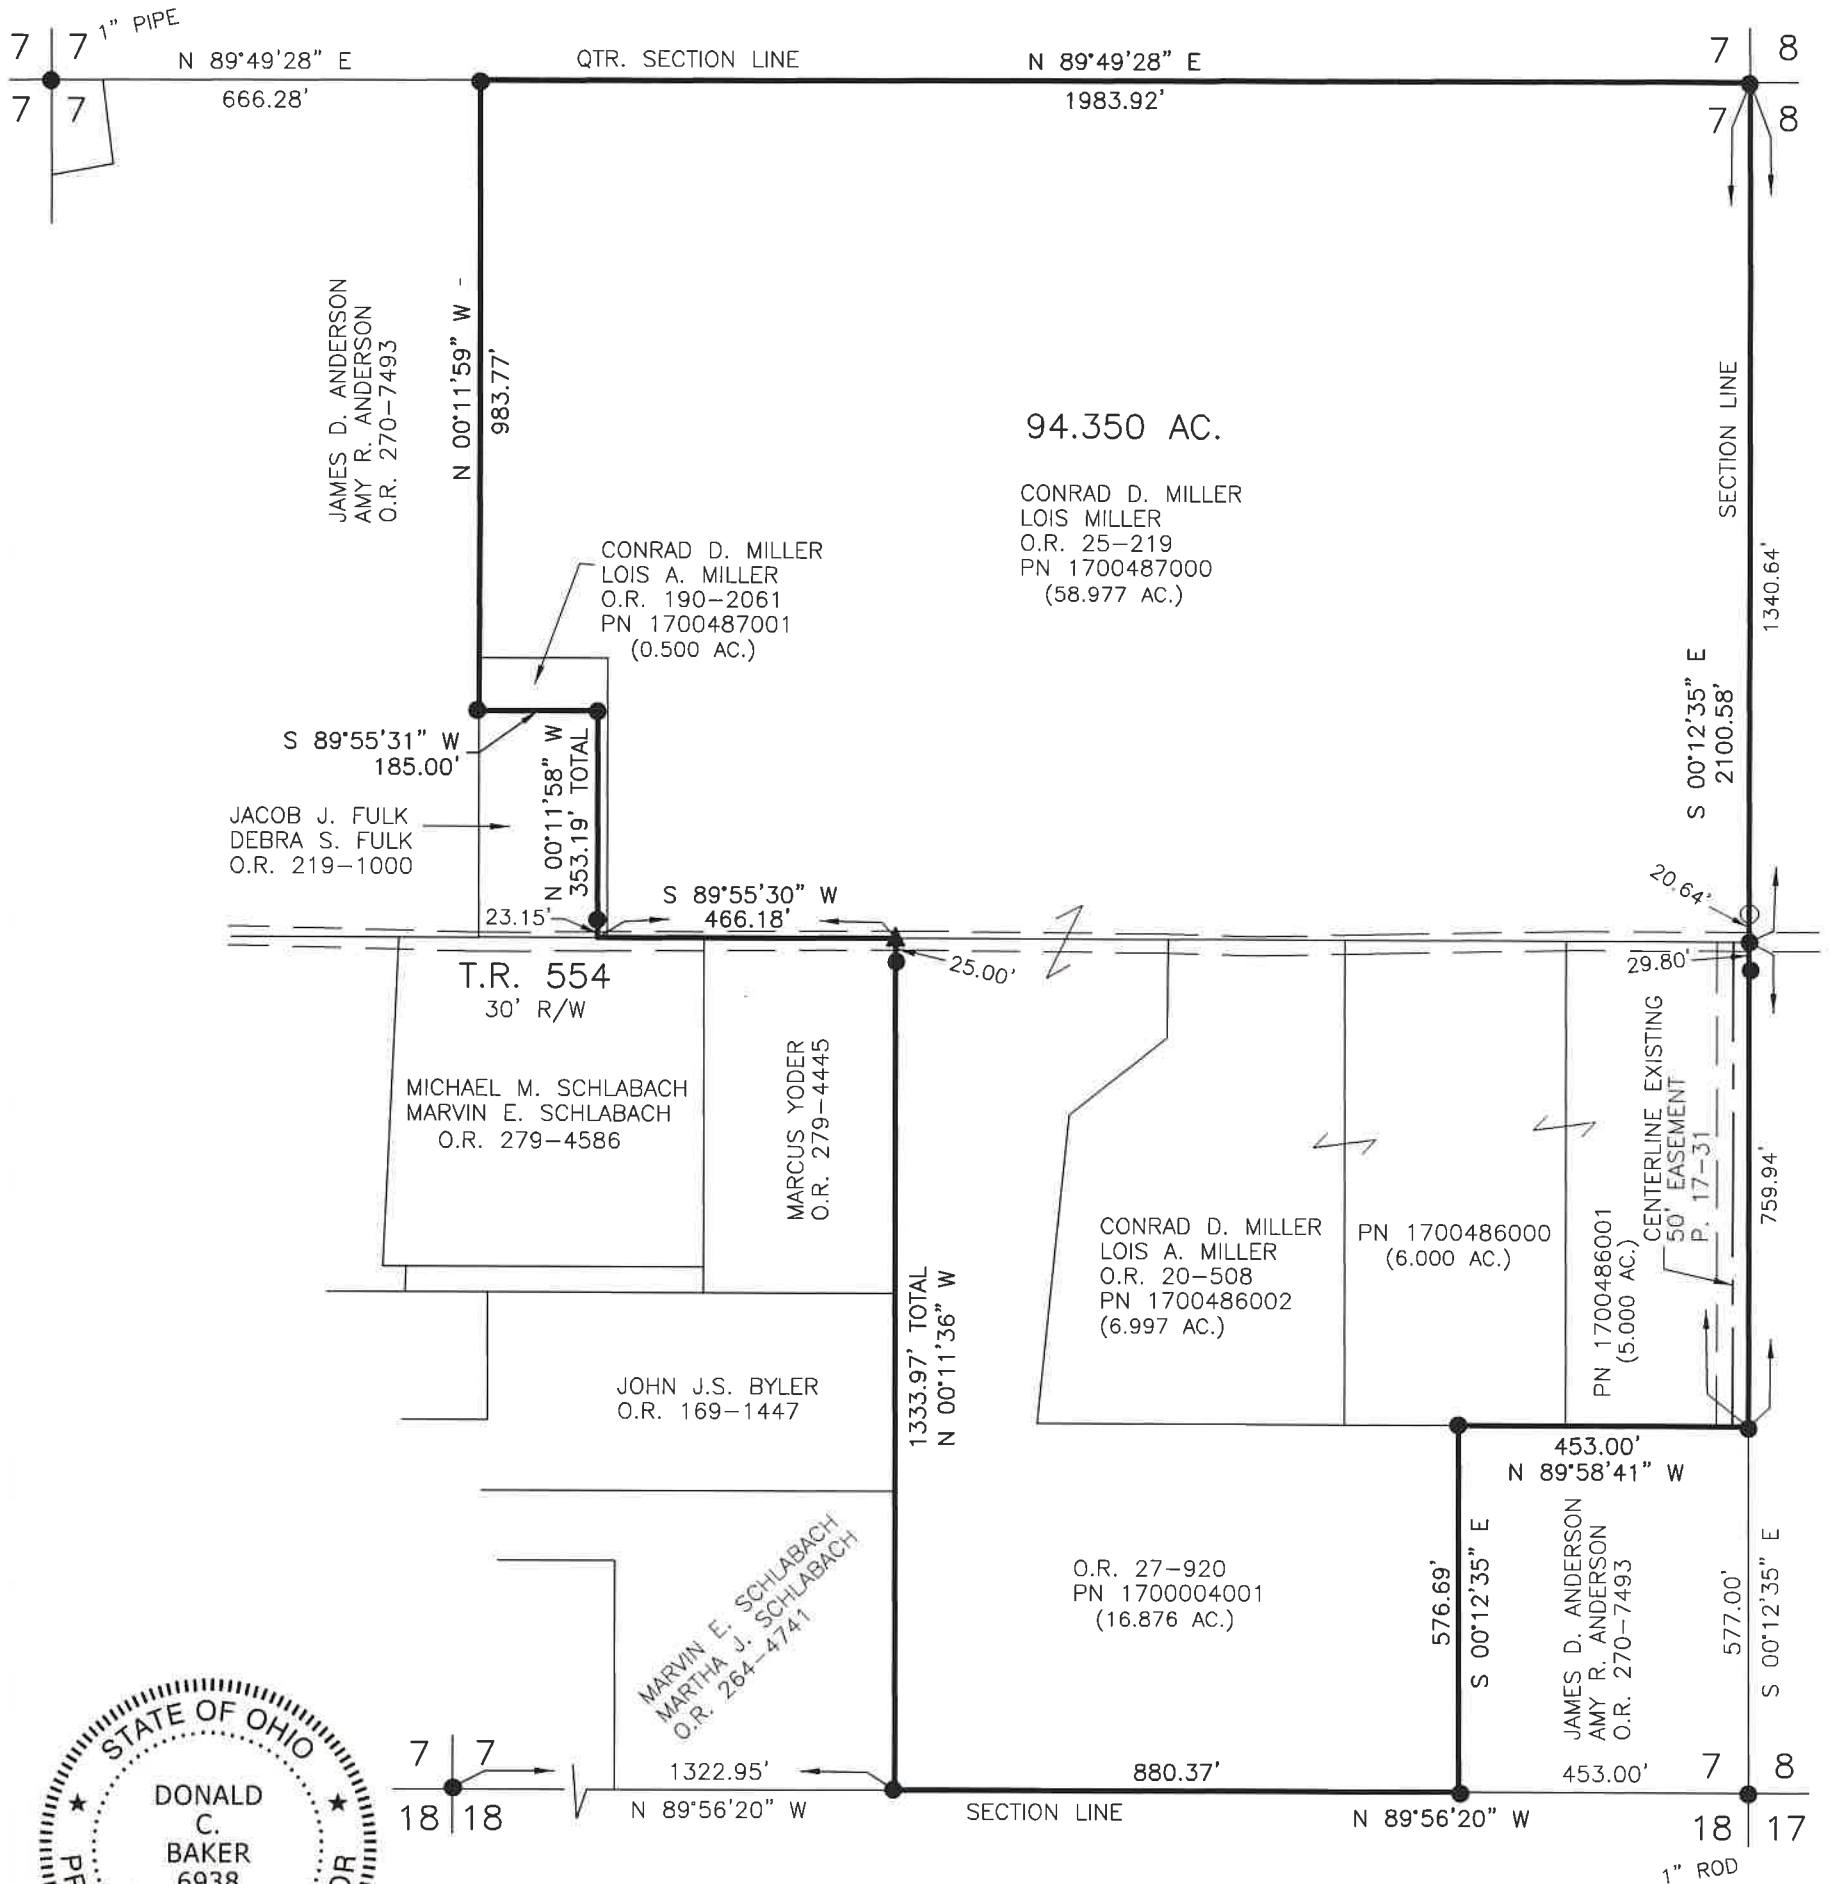 7 7 1" PIPE
N 89°49'28" E
QTR. SECTION LINE
N 89°49'28" E
7 8
7 7
666.28'
1983.92'
7 8
JAMES D. ANDERSON
AMY R. ANDERSON
O.R. 270-7493
N 00°11'59" W -
983.77'
94.350 AC.
CONRAD D. MILLER
LOIS MILLER
O.R. 25-219
PN 1700487000
(58.977 AC.)
SECTION LINE
1340.64'
S 00°12'35" E
2100.58'
CONRAD D. MILLER
LOIS A. MILLER
O.R. 190-2061
PN 1700487001
(0.500 AC.)
S 89°55'31" W
185.00'
N 00°11'58" W
353.19' TOTAL
JACOB J. FULK
DEBRA S. FULK
O.R. 219-1000
S 89°55'30" W
466.18'
23.15'
20.64'
25.00'
29.80'
T.R. 554
30' R/W
MICHAEL M. SCHLABACH
MARVIN E. SCHLABACH
O.R. 279-4586
MARCUS YODER
O.R. 279-4445
CENTERLINE EXISTING
50' EASEMENT
P. 17-31
759.94'
CONRAD D. MILLER
LOIS A. MILLER
O.R. 20-508
PN 1700486002
(6.997 AC.)
PN 1700486000
(6.000 AC.)
PN 1700486001
(5.000 AC.)
1333.97' TOTAL
N 00°11'36" W
JOHN J.S. BYLER
O.R. 169-1447
453.00'
N 89°58'41" W
MARVIN E. SCHLABACH
MARTHA J. SCHLABACH
O.R. 264-4741
O.R. 27-920
PN 1700004001
(16.876 AC.)
576.69'
S 00°12'35" E
JAMES D. ANDERSON
AMY R. ANDERSON
O.R. 270-7493
577.00'
S 00°12'35" E
STATE OF OHIO
DONALD
C.
BAKER
6938
7 7
1322.95'
880.37'
453.00'
7 8
18 18
N 89°56'20" W
SECTION LINE
N 89°56'20" W
18 17
1" ROD